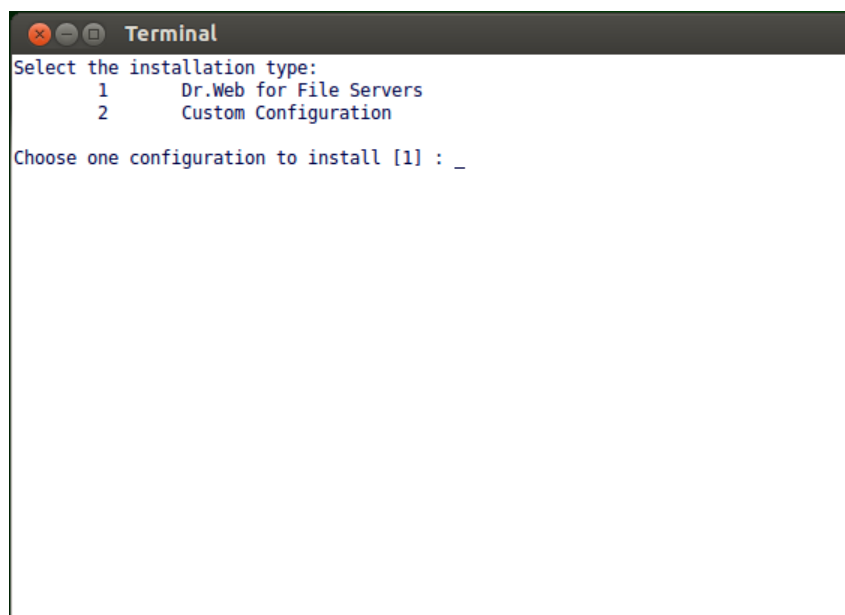 Terminal
Select the installation type:
1 Dr.Web for File Servers
2 Custom Configuration
Choose one configuration to install [1] : _